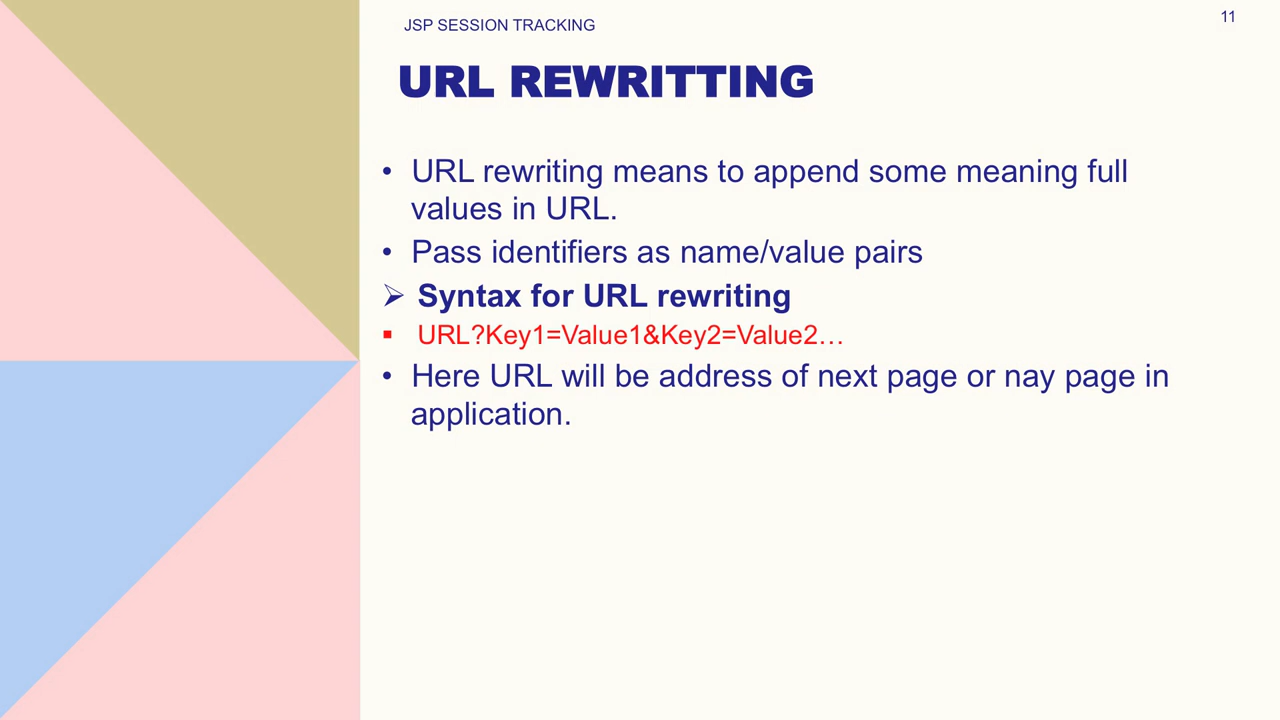 JSP SESSION TRACKING
11
URL REWRITTING
• URL rewriting means to append some meaning full
values in URL.
• Pass identifiers as name/value pairs
➢ Syntax for URL rewriting
▪ URL?Key1=Value1&Key2=Value2…
• Here URL will be address of next page or nay page in
application.